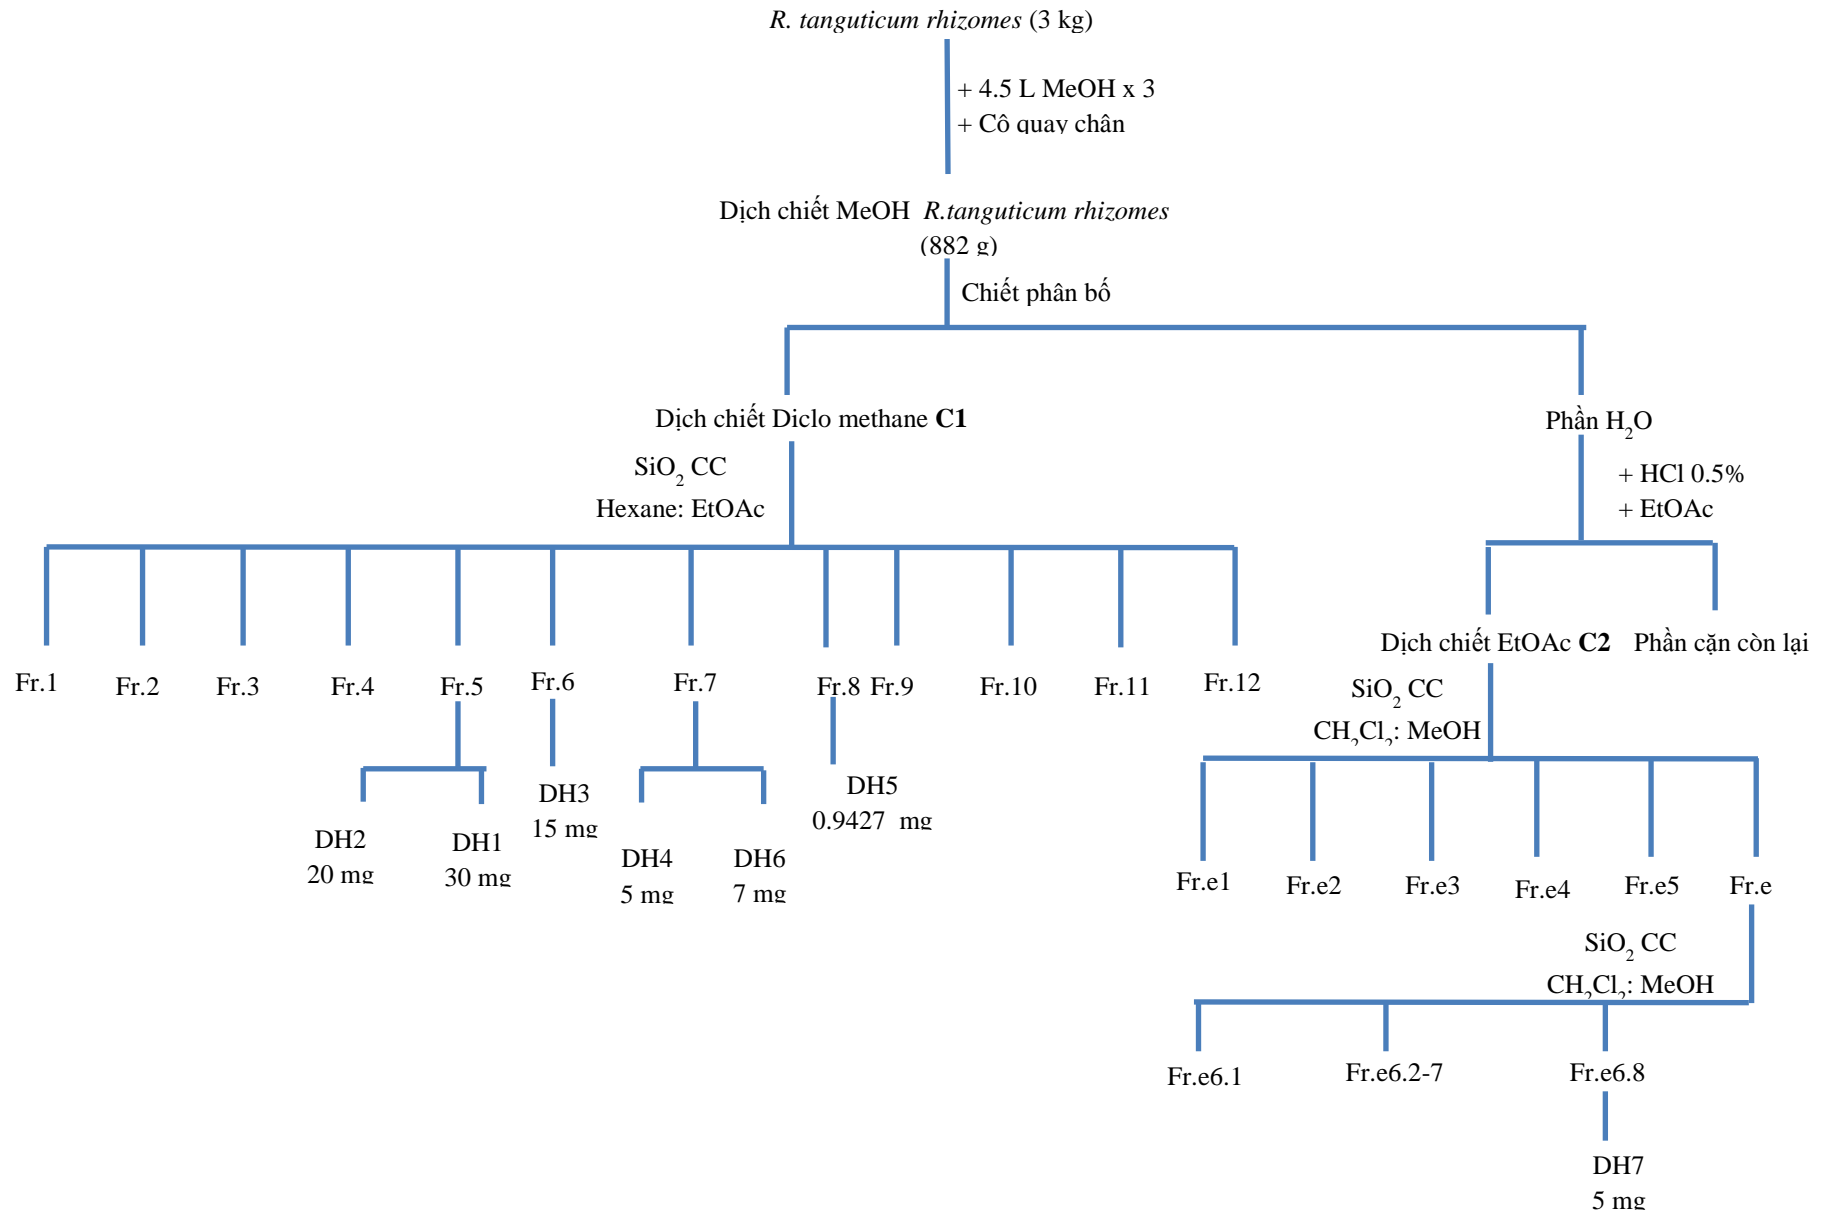 R. tanguticum rhizomes (3 kg)
+ 4.5 L MeOH x 3
+ Cô quay chân
Dịch chiết MeOH R.tanguticum rhizomes
(882 g)
Chiết phân bố
Dịch chiết Diclo methane C1
Phần H₂O
SiO₂ CC
Hexane: EtOAc
+ HCl 0.5%
+ EtOAc
Dịch chiết EtOAc C2
Phần cặn còn lại
Fr.1
Fr.2
Fr.3
Fr.4
Fr.5
Fr.6
Fr.7
Fr.8
Fr.9
Fr.10
Fr.11
Fr.12
SiO₂ CC
CH₂Cl₂: MeOH
DH2
20 mg
DH1
30 mg
DH3
15 mg
DH4
5 mg
DH6
7 mg
DH5
0.9427 mg
Fr.e1
Fr.e2
Fr.e3
Fr.e4
Fr.e5
Fr.e
SiO₂ CC
CH₂Cl₂: MeOH
Fr.e6.1
Fr.e6.2-7
Fr.e6.8
DH7
5 mg